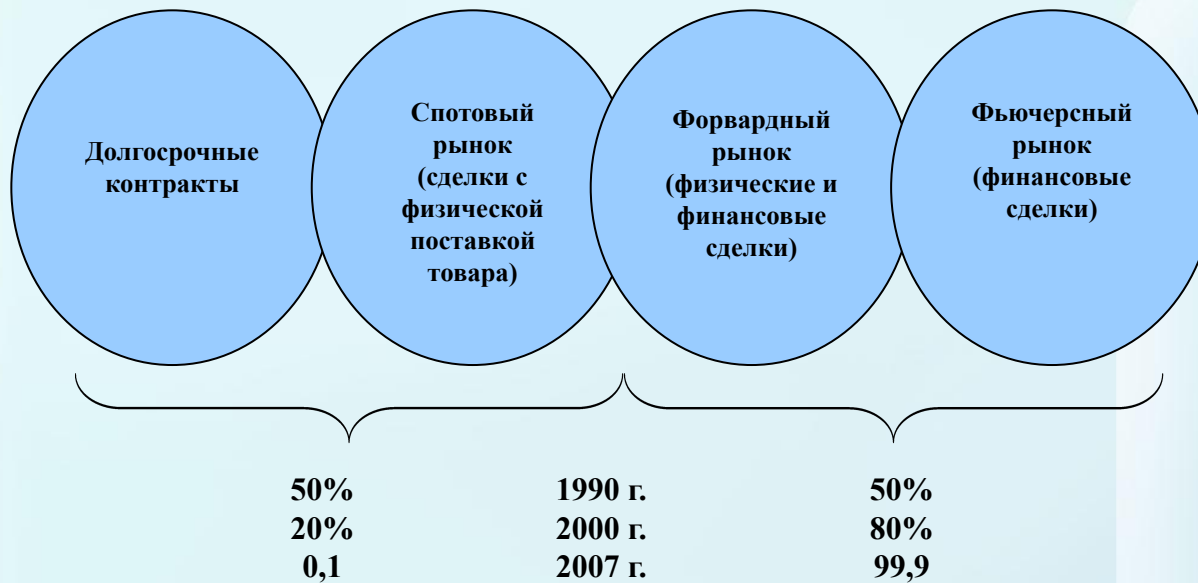 Долгосрочные
контракты
Спотовый
рынок
(сделки с
физической
поставкой
товара)
Форвардный
рынок
(физические и
финансовые
сделки)
Фьючерсный
рынок
(финансовые
сделки)
50% 1990 г. 50%
20% 2000 г. 80%
0,1 2007 г. 99,9